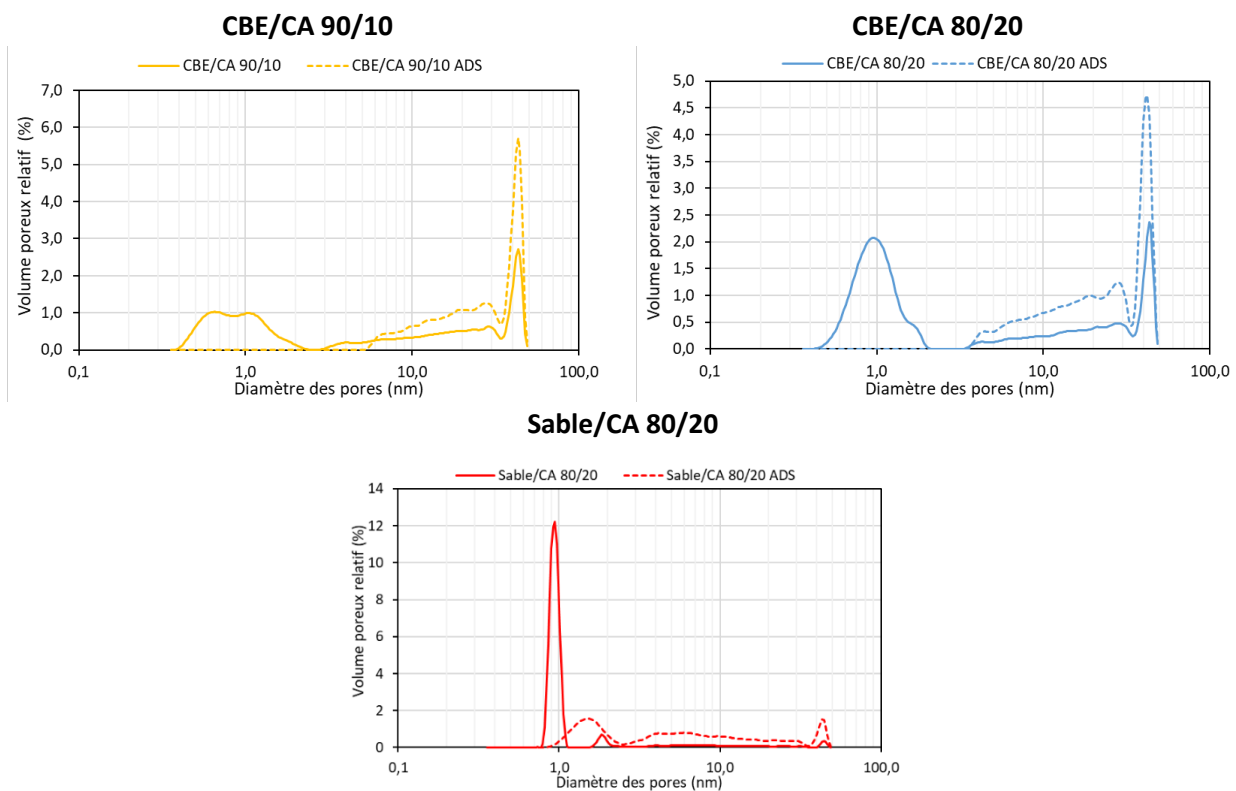 CBE/CA 90/10
CBE/CA 90/10 CBE/CA 90/10 ADS
Volume poreux relatif (%)
7,0
6,0
5,0
4,0
3,0
2,0
1,0
0,0
0,1 1,0 10,0 100,0
Diamètre des pores (nm)
CBE/CA 80/20
CBE/CA 80/20 CBE/CA 80/20 ADS
Volume poreux relatif (%)
5,0
4,5
4,0
3,5
3,0
2,5
2,0
1,5
1,0
0,5
0,0
0,1 1,0 10,0 100,0
Diamètre des pores (nm)
Sable/CA 80/20
Sable/CA 80/20 Sable/CA 80/20 ADS
Volume poreux relatif (%)
14
12
10
8
6
4
2
0
0,1 1,0 10,0 100,0
Diamètre des pores (nm)